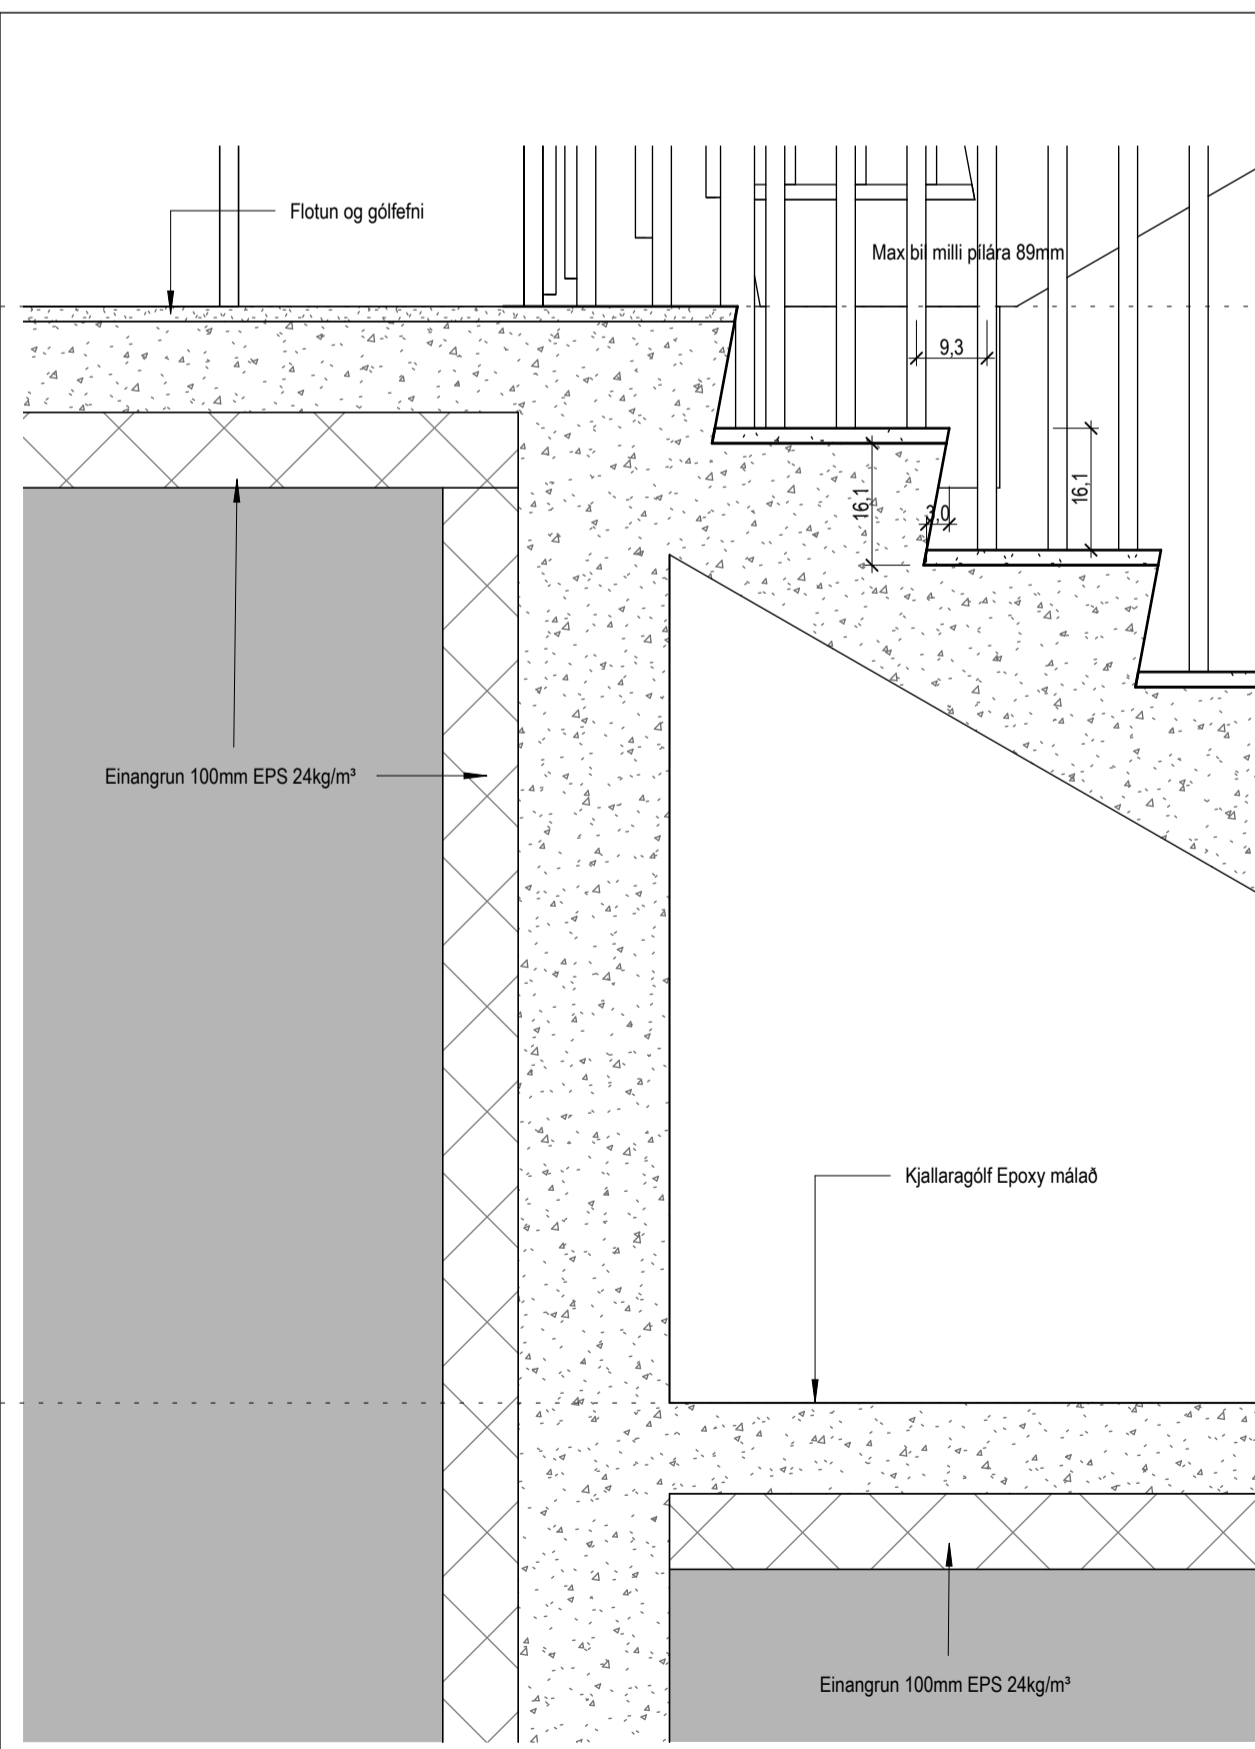 Flotun og gólfefni
Max bil milli pílára 89mm
9,3
16,1
3,0
16,1
Einangrun 100mm EPS 24kg/m³
Kjallaragólf Epoxy málað
Einangrun 100mm EPS 24kg/m³